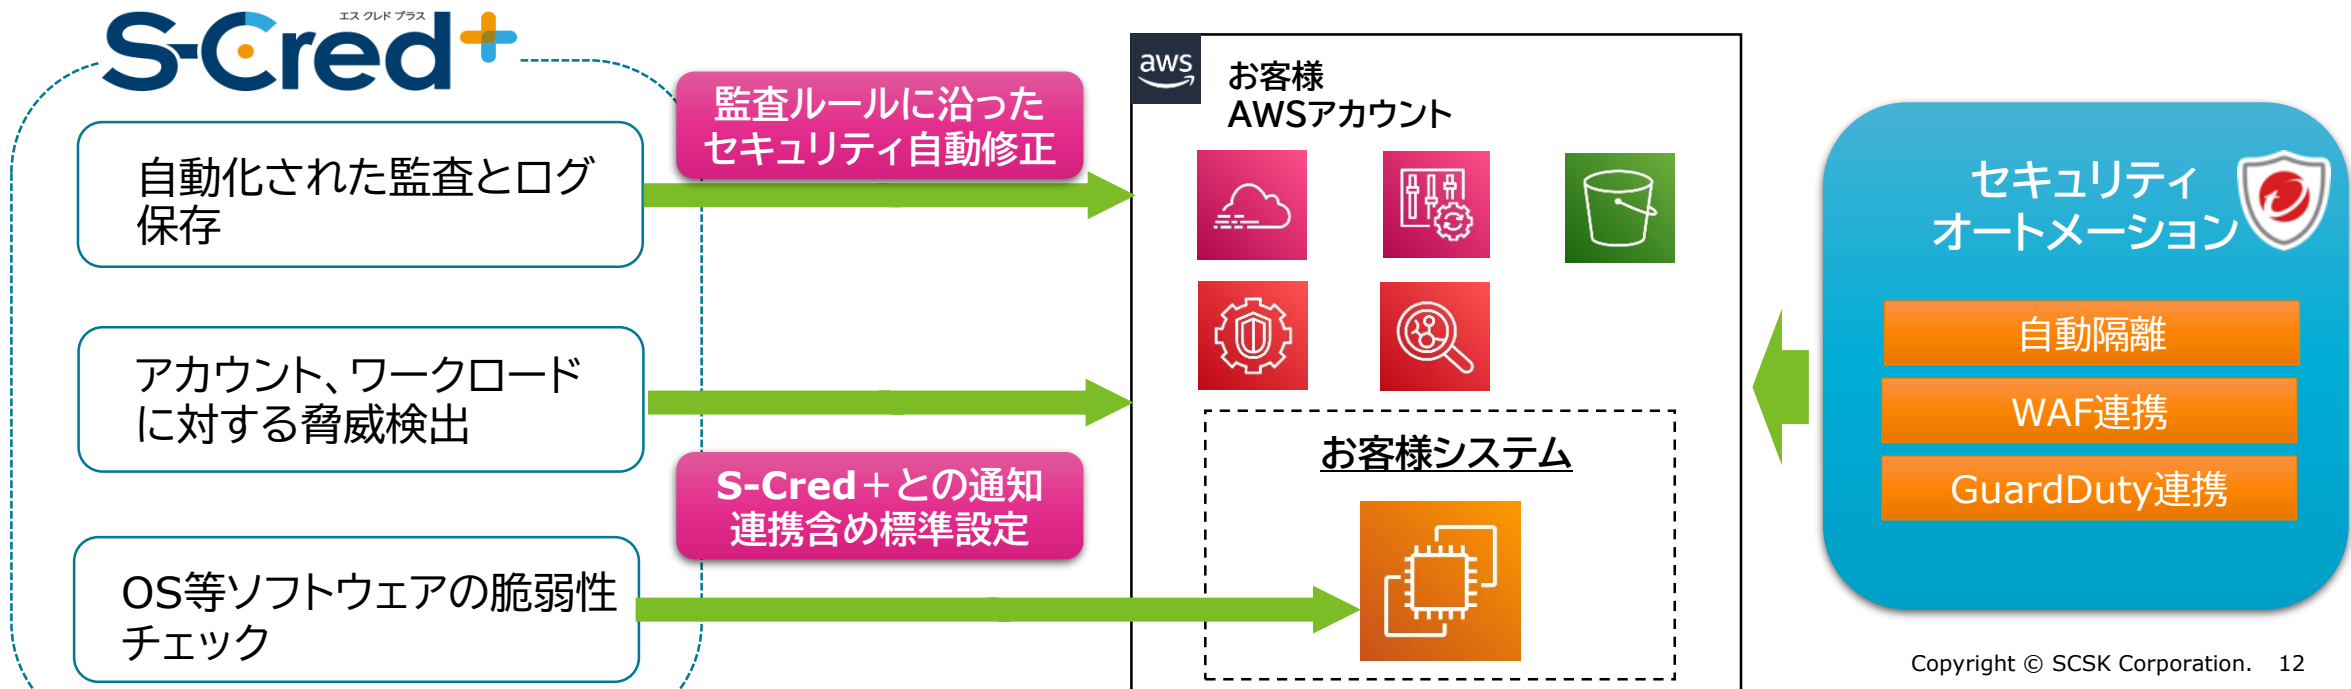 エス クレド プラス
S-Cred+
自動化された監査とログ
保存
アカウント、ワークロード
に対する脅威検出
OS等ソフトウェアの脆弱性
チェック
監査ルールに沿った
セキュリティ自動修正
S-Cred＋との通知
連携含め標準設定
aws
お客様
AWSアカウント
お客様システム
セキュリティ
オートメーション
自動隔離
WAF連携
GuardDuty連携
Copyright © SCSK Corporation. 12